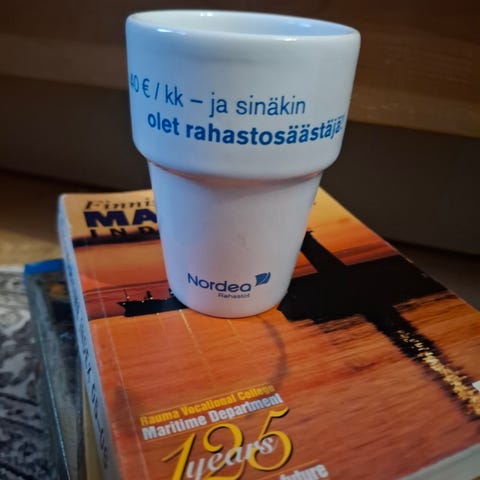 40 € / kk – ja sinäkin
olet rahastosäästäjä.
Nordea
Rahastot
Rauma Vocational College
Maritime Department
125
years
future